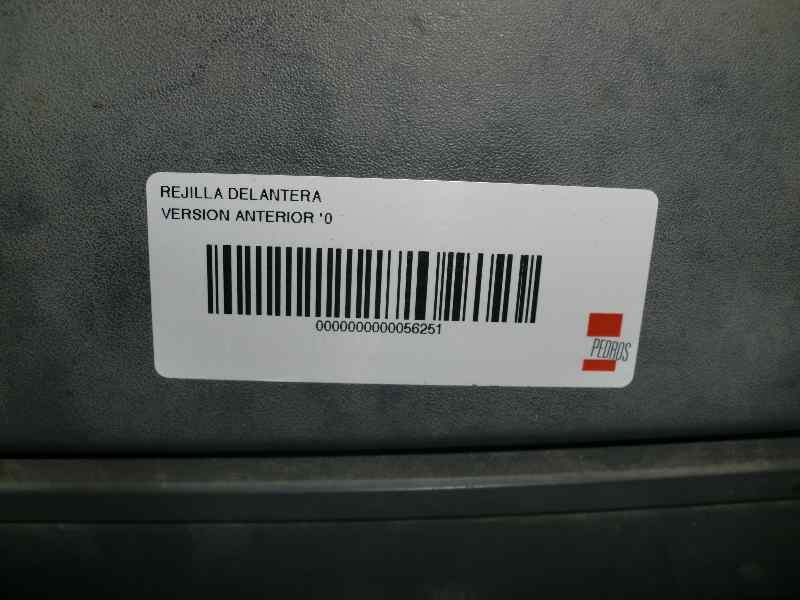 REJILLA DELANTERA
VERSION ANTERIOR '0
0000000000056251
PEDROS